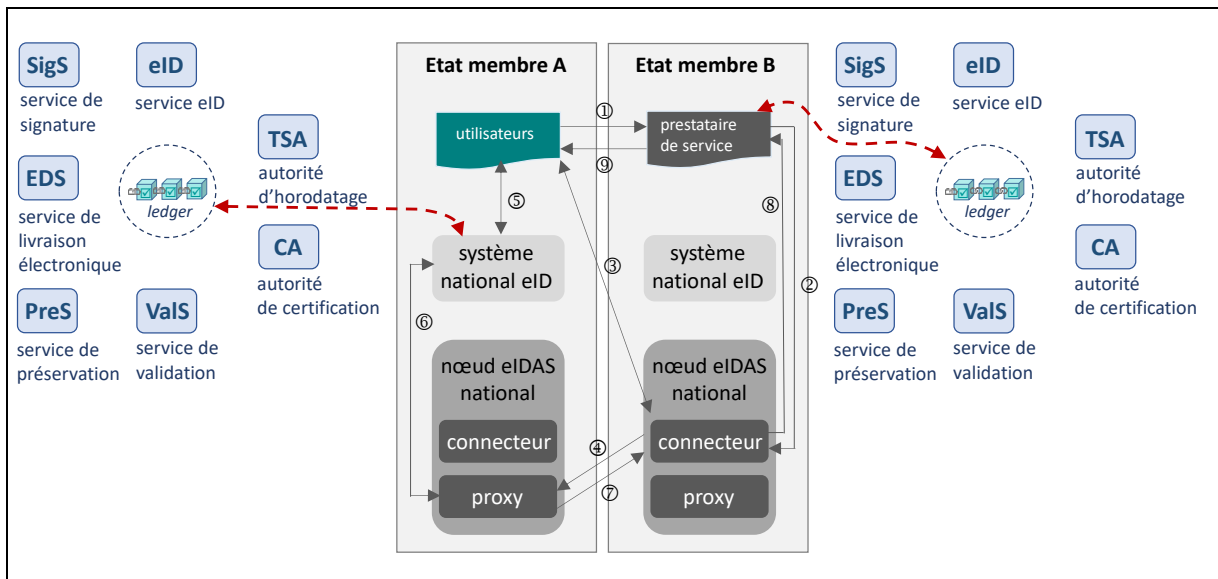 SigS
service de
signature
eID
service eID
TSA
autorité
d'horodatage
EDS
service de
livraison
électronique
ledger
CA
autorité
de certification
PreS
service de
préservation
ValS
service de
validation
Etat membre A
utilisateurs
système
national eID
nœud eIDAS
national
connecteur
proxy
①
⑨
⑤
③
⑥
④
⑦
Etat membre B
prestataire
de service
⑧
②
système
national eID
nœud eIDAS
national
connecteur
proxy
SigS
service de
signature
eID
service eID
TSA
autorité
d'horodatage
EDS
service de
livraison
électronique
ledger
CA
autorité
de certification
PreS
service de
préservation
ValS
service de
validation